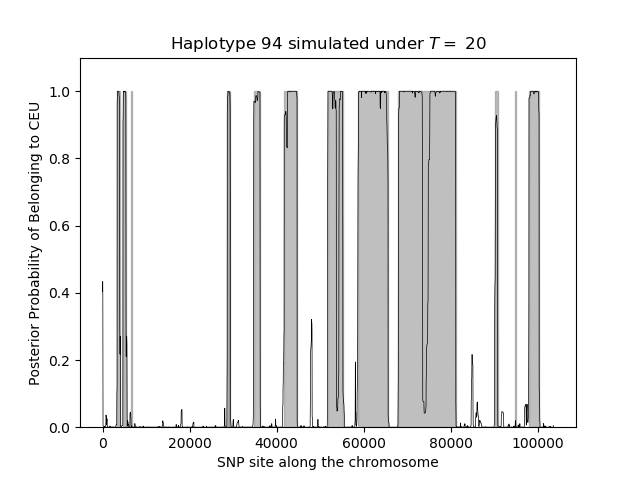 Haplotype 94 simulated under T = 20
Posterior Probability of Belonging to CEU
1.0
0.8
0.6
0.4
0.2
0.0
0 20000 40000 60000 80000 100000
SNP site along the chromosome